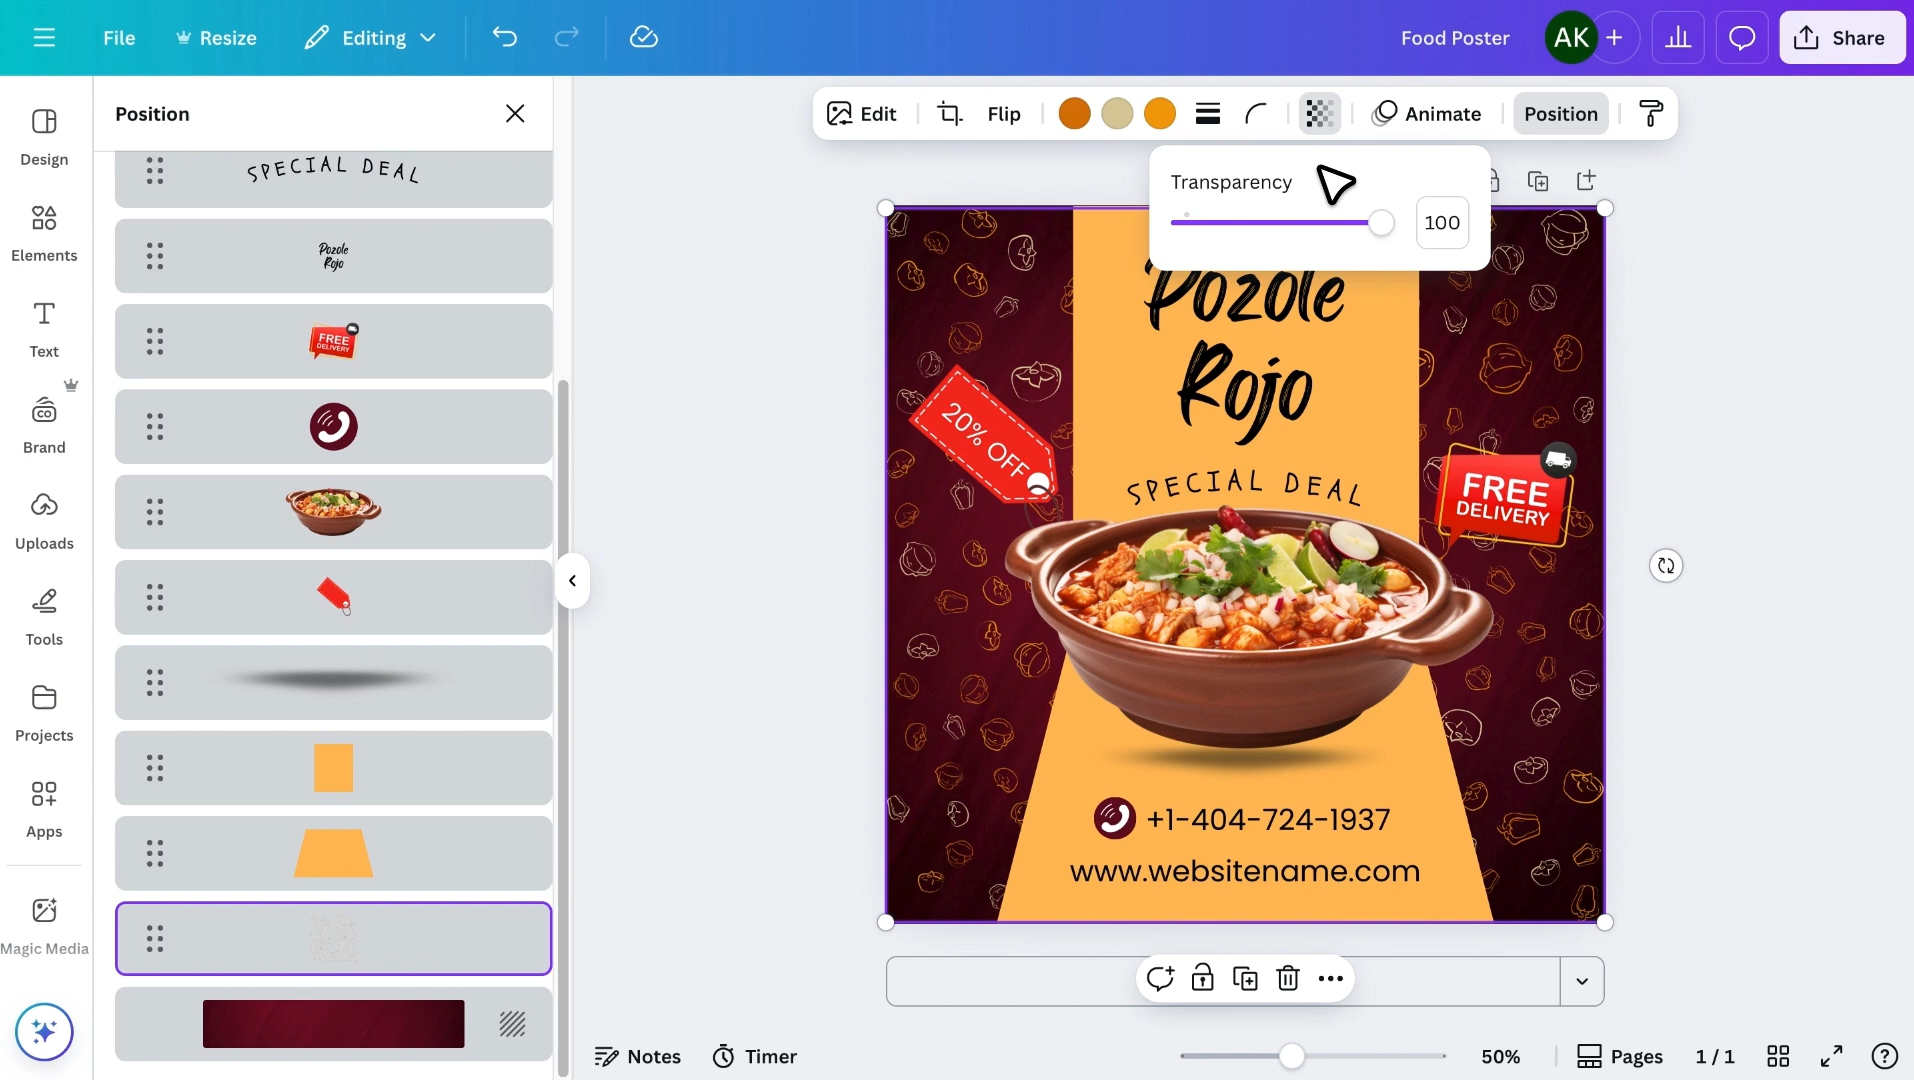 File
Resize
Editing
Food Poster
AK
Share
Design
Elements
Text
Brand
Uploads
Tools
Projects
Apps
Magic Media
Position
SPECIAL DEAL
Pozole
Rojo
FREE
DELIVERY
Edit
Flip
Animate
Position
Transparency
100
Pozole
Rojo
20% OFF
SPECIAL DEAL
FREE
DELIVERY
+1-404-724-1937
www.websitename.com
Notes
Timer
50%
Pages
1 / 1